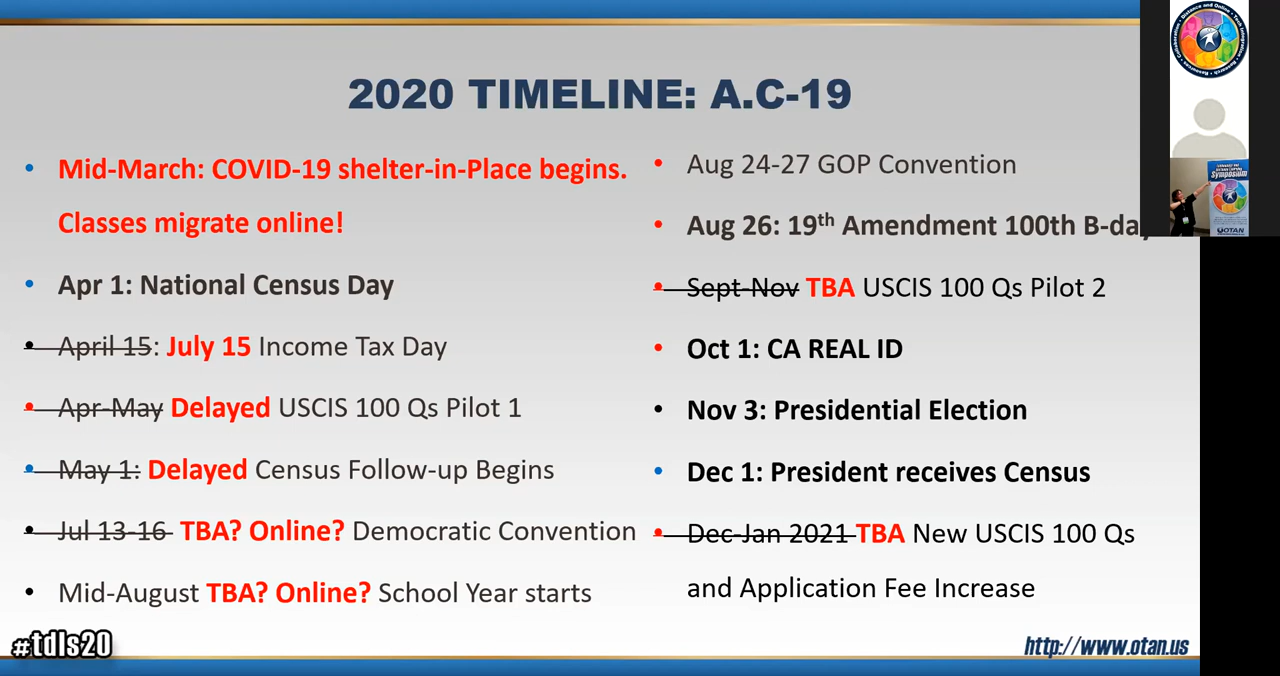 2020 TIMELINE: A.C-19
Mid-March: COVID-19 shelter-in-Place begins.
Classes migrate online!
Apr 1: National Census Day
April 15: July 15 Income Tax Day
Apr-May Delayed USCIS 100 Qs Pilot 1
May 1: Delayed Census Follow-up Begins
Jul 13-16 TBA? Online? Democratic Convention
Mid-August TBA? Online? School Year starts
Aug 24-27 GOP Convention
Aug 26: 19th Amendment 100th B-day
Sept-Nov TBA USCIS 100 Qs Pilot 2
Oct 1: CA REAL ID
Nov 3: Presidential Election
Dec 1: President receives Census
Dec-Jan 2021 TBA New USCIS 100 Qs
and Application Fee Increase
#tdls20
http://www.otan.us
Symposium
OTAN